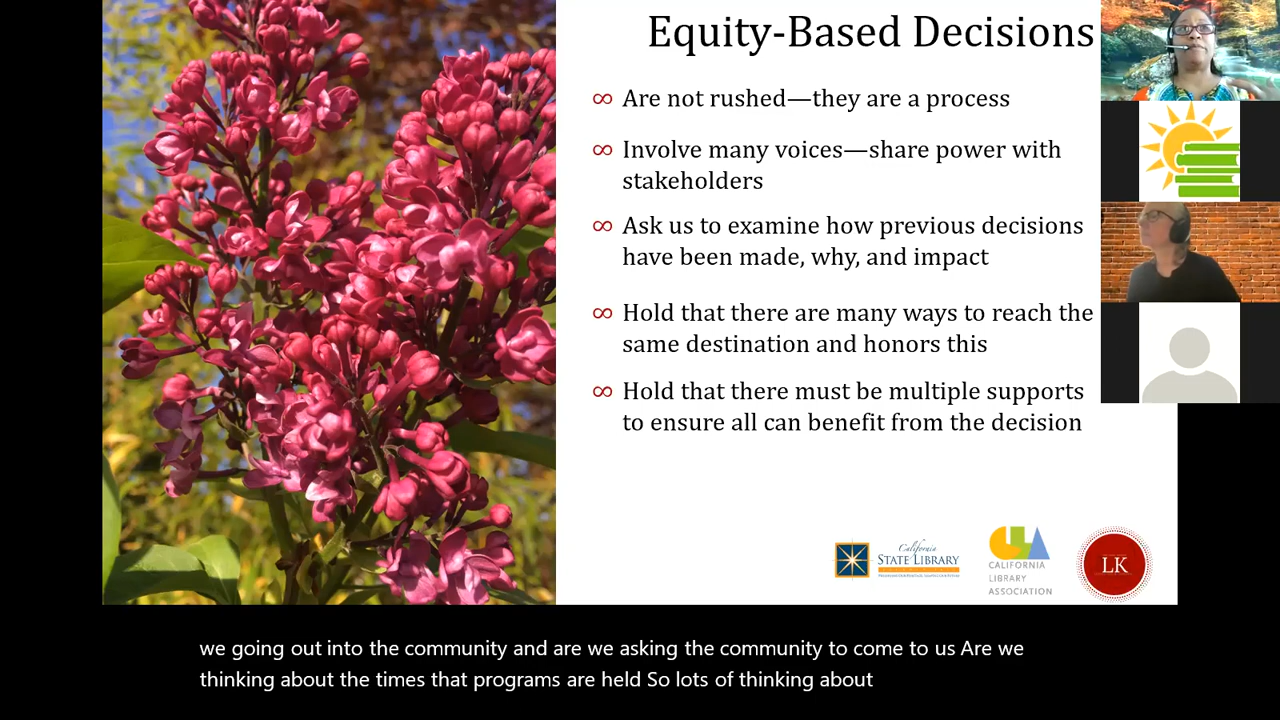 Equity-Based Decisions
∞ Are not rushed—they are a process
∞ Involve many voices—share power with
stakeholders
∞ Ask us to examine how previous decisions
have been made, why, and impact
∞ Hold that there are many ways to reach the
same destination and honors this
∞ Hold that there must be multiple supports
to ensure all can benefit from the decision
California
STATE LIBRARY
CALIFORNIA
LIBRARY
ASSOCIATION
LK
we going out into the community and are we asking the community to come to us Are we
thinking about the times that programs are held So lots of thinking about